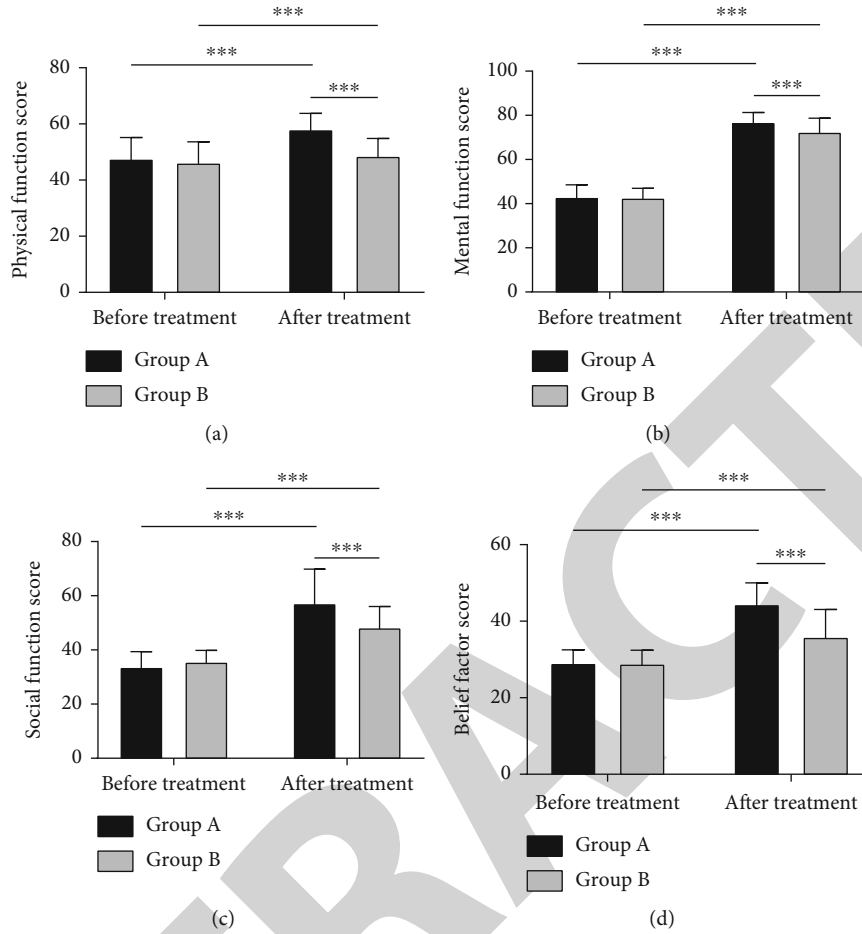 ***
***
***
80
60
40
20
0
Physical function score
Before treatment
After treatment
Group A
Group B
(a)
***
***
***
100
80
60
40
20
0
Mental function score
Before treatment
After treatment
Group A
Group B
(b)
***
***
***
80
60
40
20
0
Social function score
Before treatment
After treatment
Group A
Group B
(c)
***
***
***
60
40
20
0
Belief factor score
Before treatment
After treatment
Group A
Group B
(d)